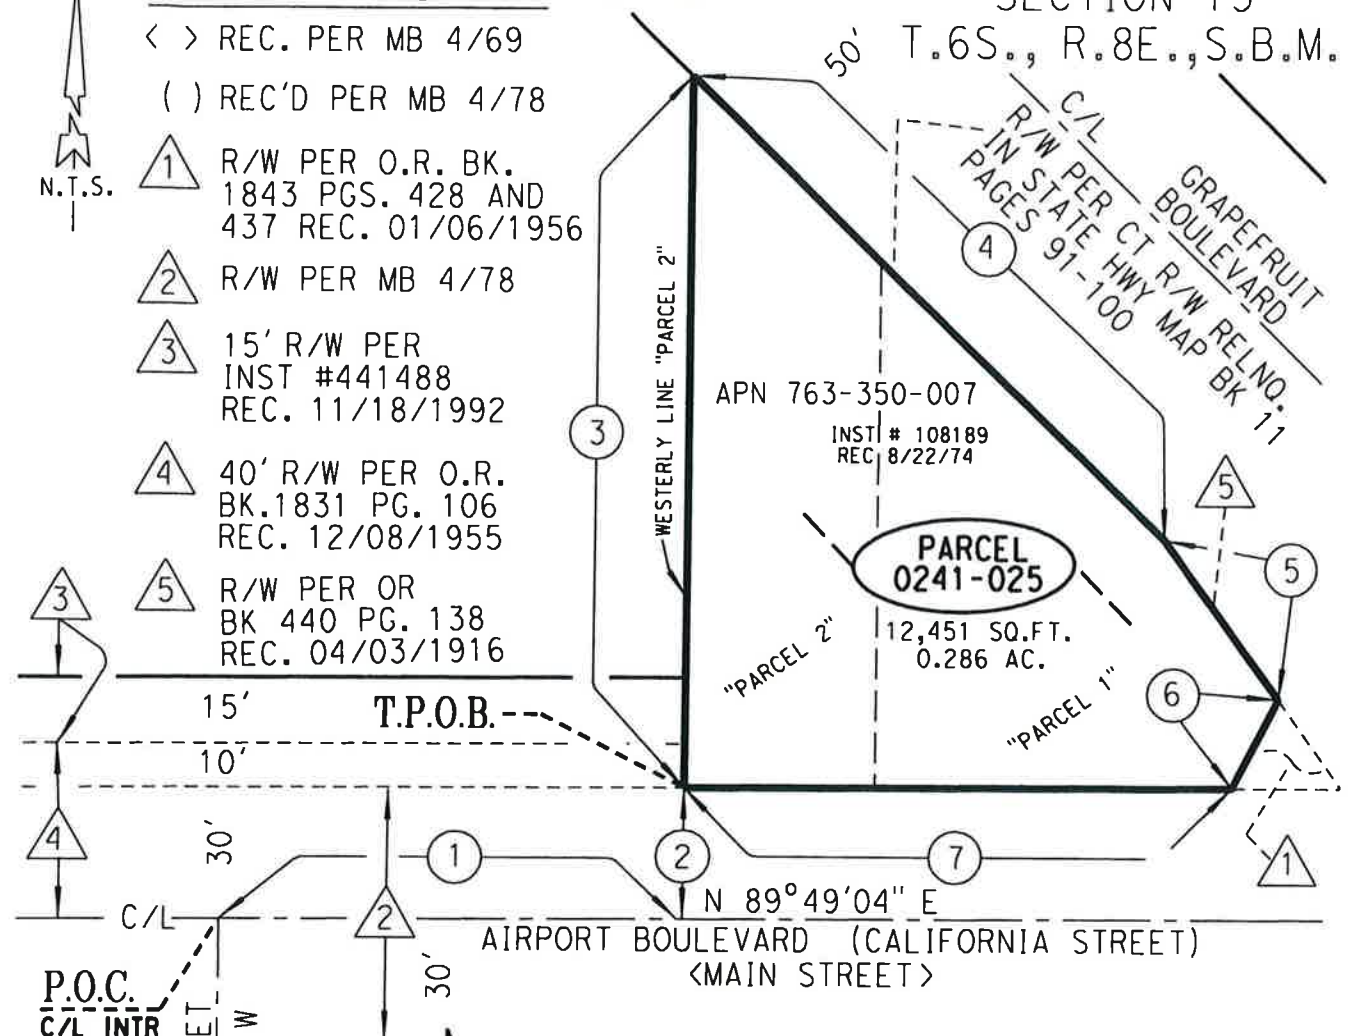 SECTION 15
T.6S., R.8E.,S.B.M.
< > REC. PER MB 4/69
( ) REC'D PER MB 4/78
N.T.S.
1
R/W PER O.R. BK.
1843 PGS. 428 AND
437 REC. 01/06/1956
2
R/W PER MB 4/78
3
15' R/W PER
INST #441488
REC. 11/18/1992
4
40' R/W PER O.R.
BK.1831 PG. 106
REC. 12/08/1955
5
R/W PER OR
BK 440 PG. 138
REC. 04/03/1916
50'
C/L
R/W PER CT R/W RELNQ.
IN STATE HWY MAP BK 11
PAGES 91-100
GRAPEFRUIT
BOULEVARD
4
3
WESTERLY LINE "PARCEL 2"
APN 763-350-007
INST # 108189
REC 8/22/74
5
PARCEL
0241-025
5
12,451 SQ.FT.
0.286 AC.
"PARCEL 2"
"PARCEL 1"
6
3
15'
T.P.O.B.
10'
4
30'
1
2
7
1
C/L
2
N 89°49'04" E
AIRPORT BOULEVARD (CALIFORNIA STREET)
<MAIN STREET>
30'
P.O.C.
C/L INTR
ET
W